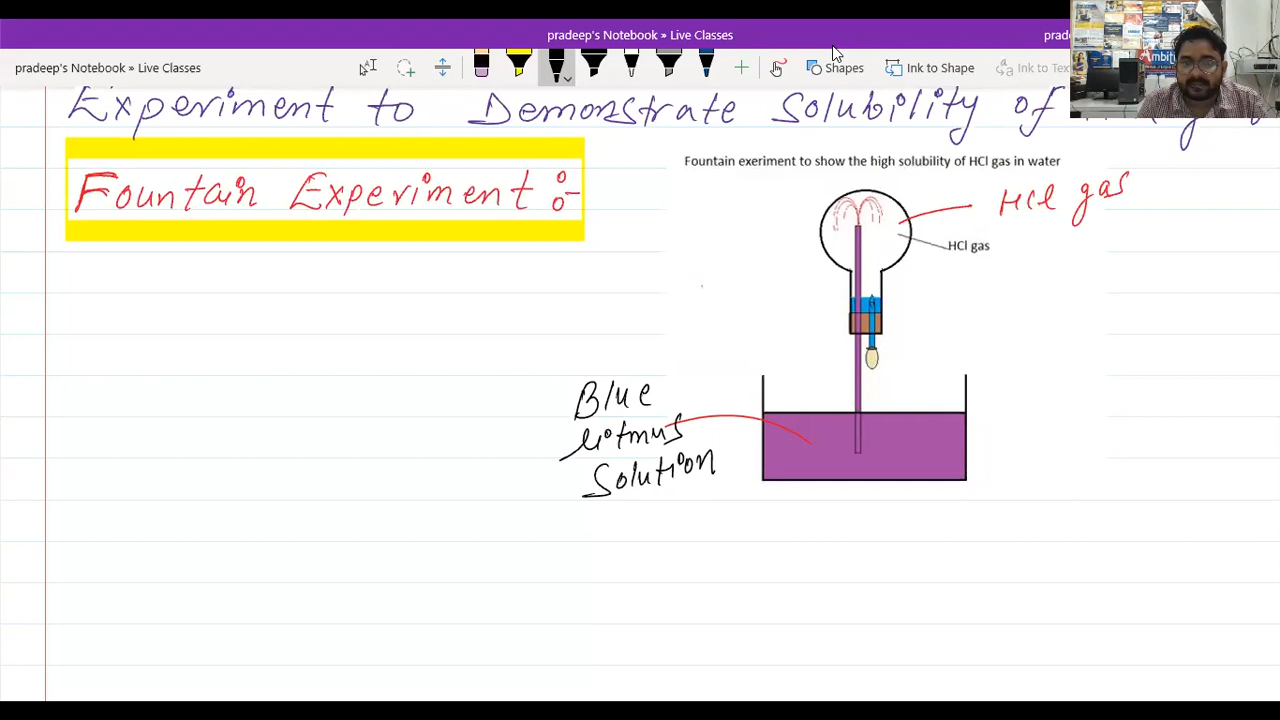 pradeep's Notebook » Live Classes
pradeep's Notebook » Live Classes
Shapes
Ink to Shape
Ink to Tex
Experiment to Demonstrate Solubility of
Fountain exeriment to show the high solubility of HCl gas in water
Fountain Experiment :-
HCl gas
HCl gas
Blue
litmus
Solution